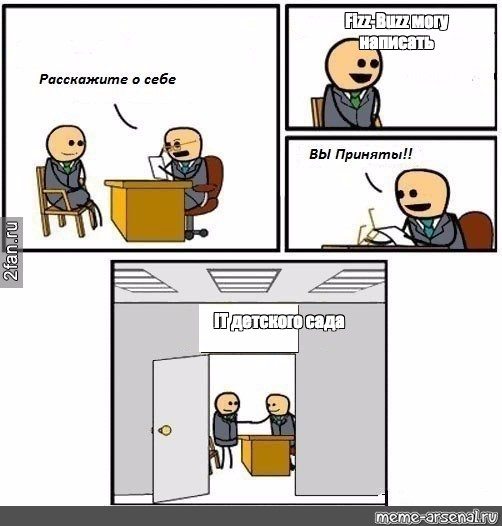 Расскажите о себе
FIzz-Buzz могу
написать
ВЫ Приняты!!
2fan.ru
IT детского сада
meme-arsenal.ru